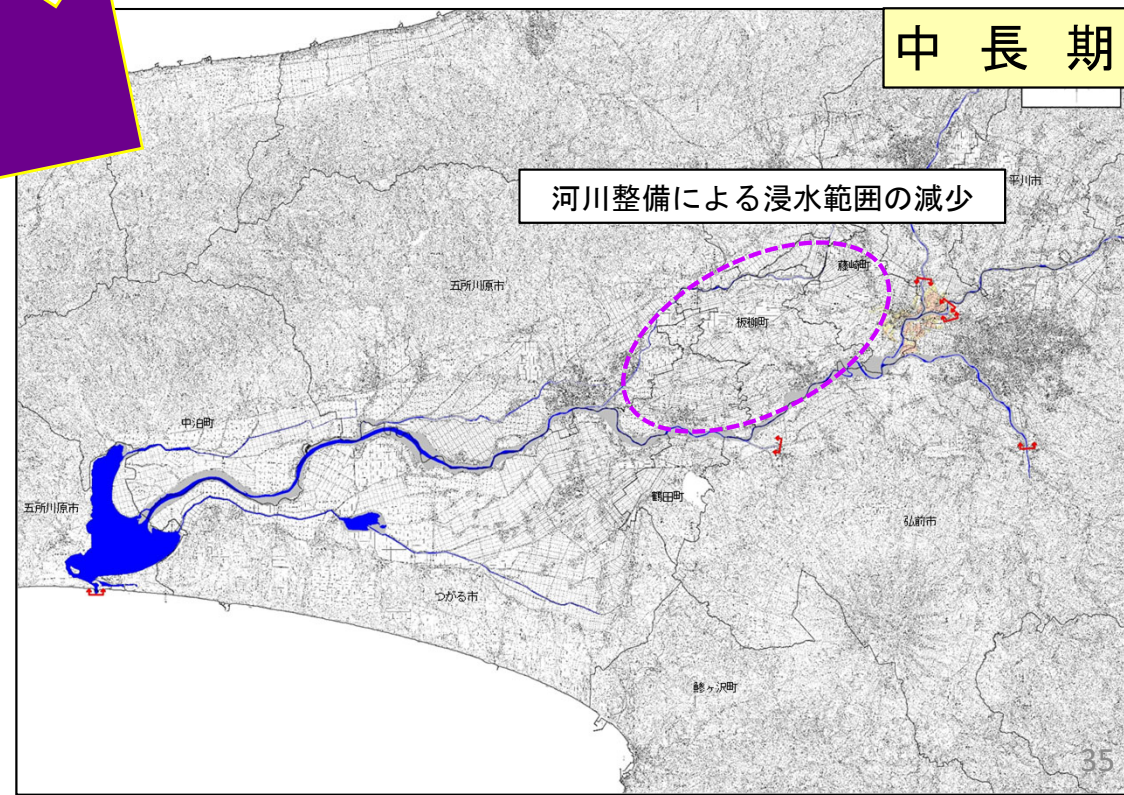 中長期
河川整備による浸水範囲の減少
平川市
藤崎町
五所川原市
板柳町
中泊町
五所川原市
鶴田町
弘前市
つがる市
鰺ヶ沢町
35